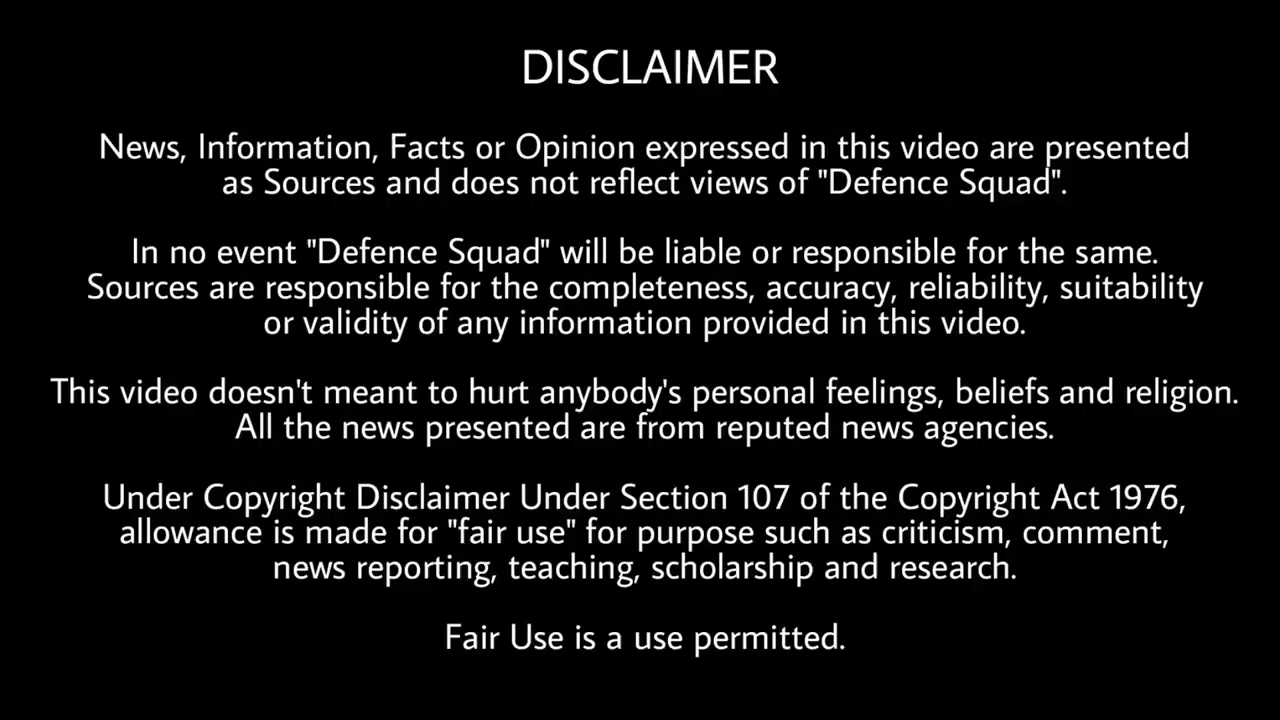 DISCLAIMER
News, Information, Facts or Opinion expressed in this video are presented
as Sources and does not reflect views of "Defence Squad".
In no event "Defence Squad" will be liable or responsible for the same.
Sources are responsible for the completeness, accuracy, reliability, suitability
or validity of any information provided in this video.
This video doesn't meant to hurt anybody's personal feelings, beliefs and religion.
All the news presented are from reputed news agencies.
Under Copyright Disclaimer Under Section 107 of the Copyright Act 1976,
allowance is made for "fair use" for purpose such as criticism, comment,
news reporting, teaching, scholarship and research.
Fair Use is a use permitted.